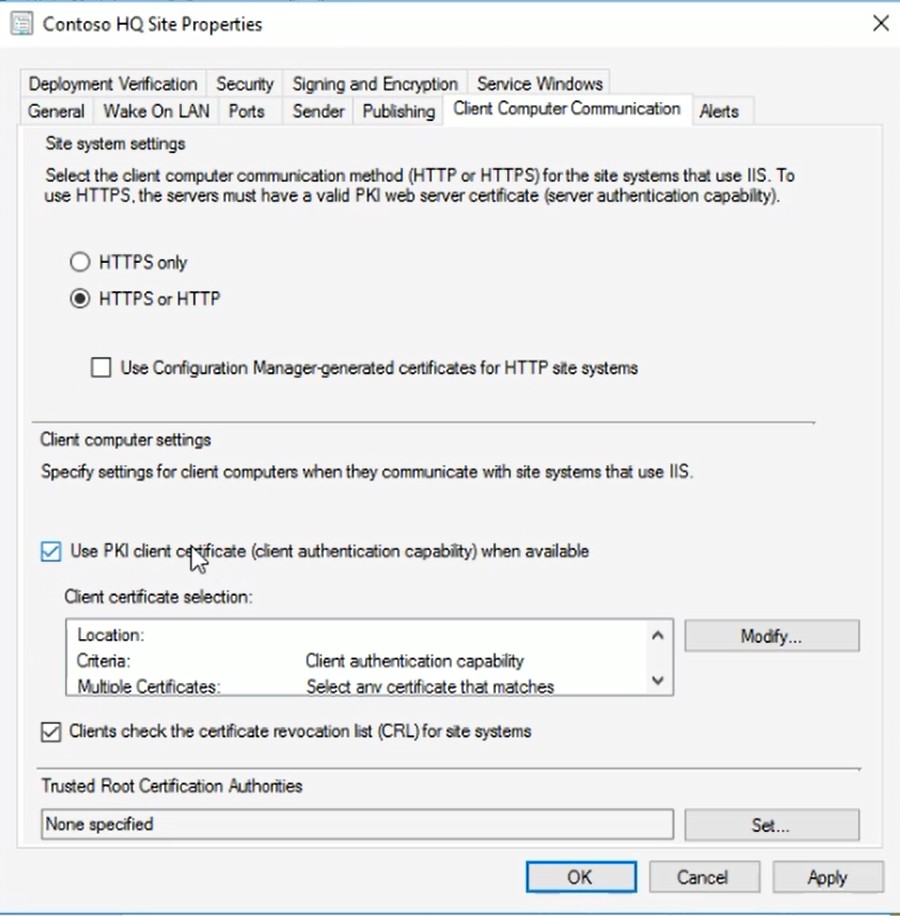 Contoso HQ Site Properties
Deployment Verification Security Signing and Encryption Service Windows
General Wake On LAN Ports Sender Publishing Client Computer Communication Alerts
Site system settings
Select the client computer communication method (HTTP or HTTPS) for the site systems that use IIS. To
use HTTPS, the servers must have a valid PKI web server certificate (server authentication capability).
HTTPS only
HTTPS or HTTP
Use Configuration Manager-generated certificates for HTTP site systems
Client computer settings
Specify settings for client computers when they communicate with site systems that use IIS.
Use PKI client certificate (client authentication capability) when available
Client certificate selection:
Location:
Criteria: Client authentication capability
Multiple Certificates: Select any certificate that matches
Modify...
Clients check the certificate revocation list (CRL) for site systems
Trusted Root Certification Authorities
None specified Set...
OK Cancel Apply